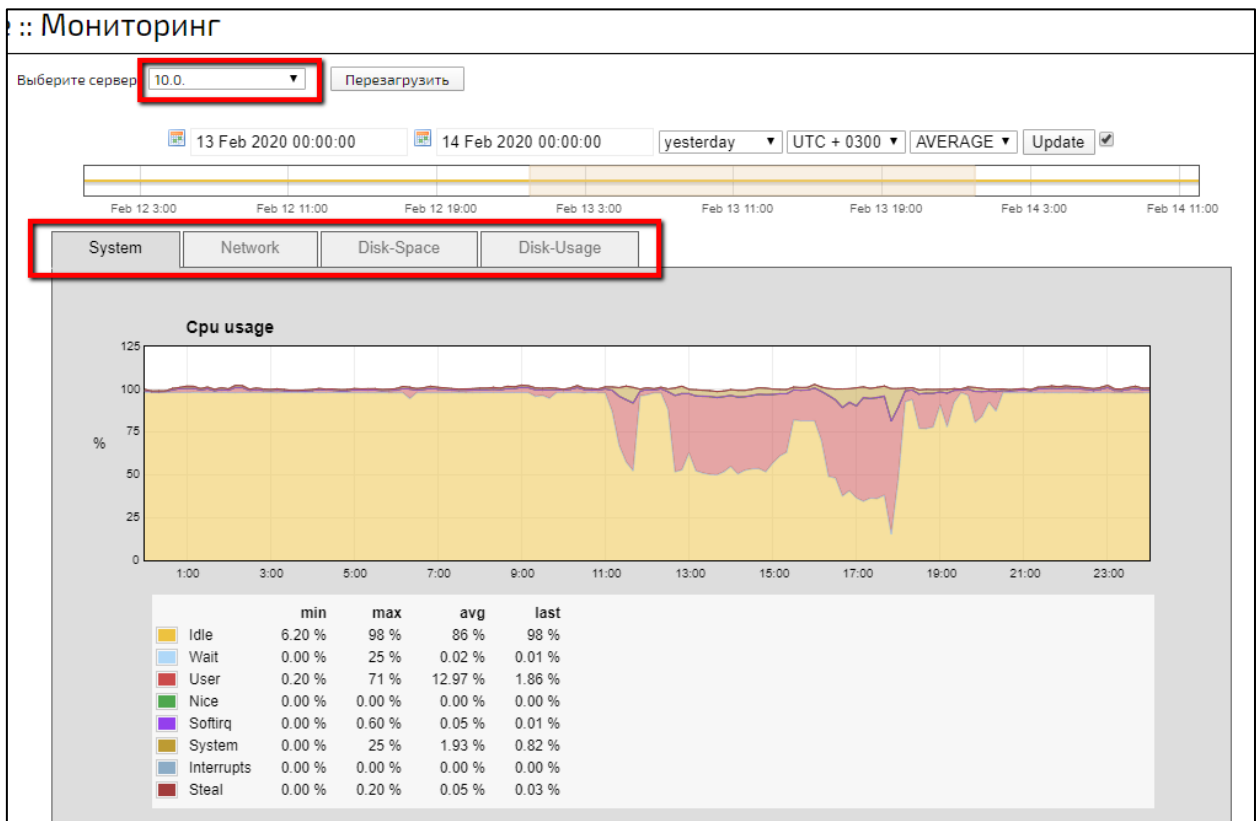 :: Мониторинг
Выберите сервер 10.0. Перезагрузить
13 Feb 2020 00:00:00 14 Feb 2020 00:00:00 yesterday UTC + 0300 AVERAGE Update
Feb 12 3:00 Feb 12 11:00 Feb 12 19:00 Feb 13 3:00 Feb 13 11:00 Feb 13 19:00 Feb 14 3:00 Feb 14 11:00
System Network Disk-Space Disk-Usage
Cpu usage
125
100
75
%
50
25
0
1:00 3:00 5:00 7:00 9:00 11:00 13:00 15:00 17:00 19:00 21:00 23:00
min max avg last
Idle 6.20 % 98 % 86 % 98 %
Wait 0.00 % 25 % 0.02 % 0.01 %
User 0.20 % 71 % 12.97 % 1.86 %
Nice 0.00 % 0.00 % 0.00 % 0.00 %
Softirq 0.00 % 0.60 % 0.05 % 0.01 %
System 0.00 % 25 % 1.93 % 0.82 %
Interrupts 0.00 % 0.00 % 0.00 % 0.00 %
Steal 0.00 % 0.20 % 0.05 % 0.03 %